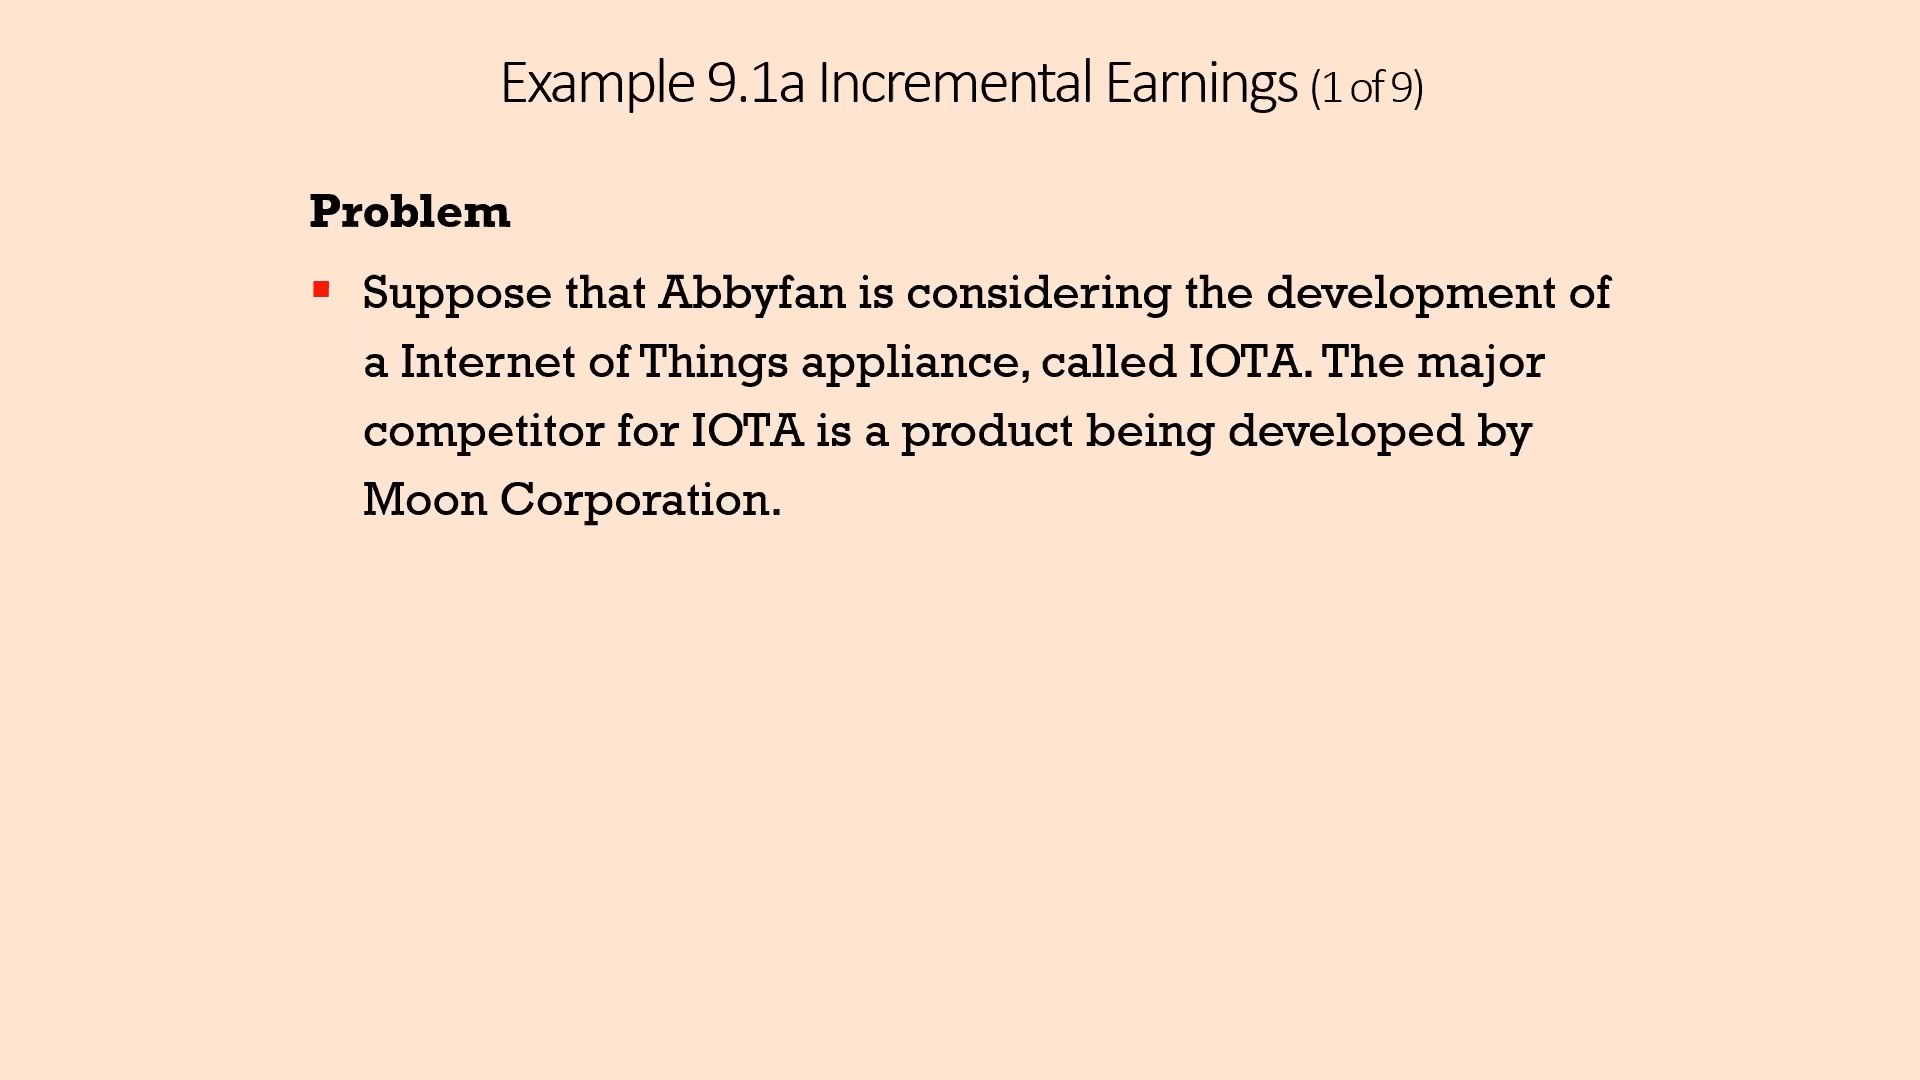 Example 9.1a Incremental Earnings (1 of 9)
Problem
▪ Suppose that Abbyfan is considering the development of
a Internet of Things appliance, called IOTA. The major
competitor for IOTA is a product being developed by
Moon Corporation.